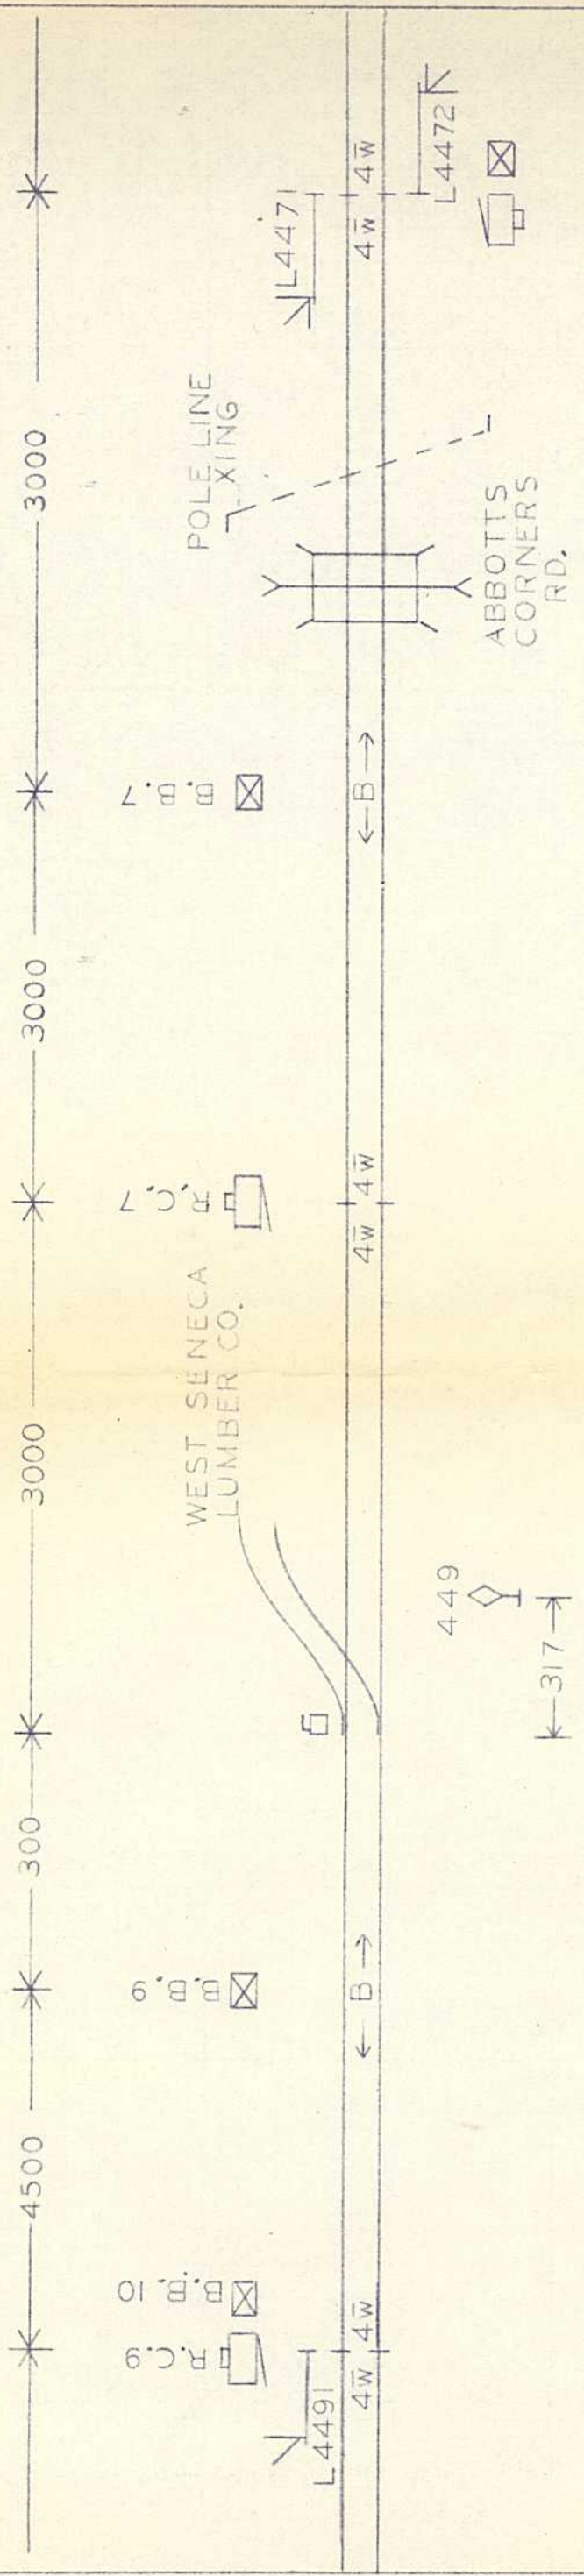 4500
300
3000
3000
3000
R.C.9
B.B.10
B.B.9
WEST SENECA
LUMBER CO.
R.C.7
B.B.7
POLE LINE
XING
L4491
L4471
4W 4W
← B →
4W 4W
← B →
4W 4W
L4472
449
317
ABBOTTS
CORNERS
RD.